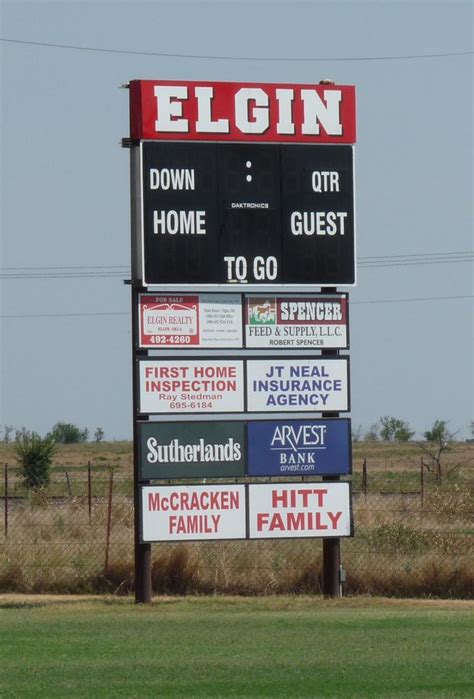 ELGIN
DOWN : QTR
DAKTRONICS
HOME GUEST
TO GO
FOR SALE
ELGIN REALTY
ELGIN, OKLA.
492-4260
SPENCER
FEED & SUPPLY, L.L.C.
ROBERT SPENCER
FIRST HOME
INSPECTION
Ray Stedman
695-6184
JT NEAL
INSURANCE
AGENCY
Sutherlands
ARVEST
BANK
arvest.com
McCRACKEN
FAMILY
HITT
FAMILY